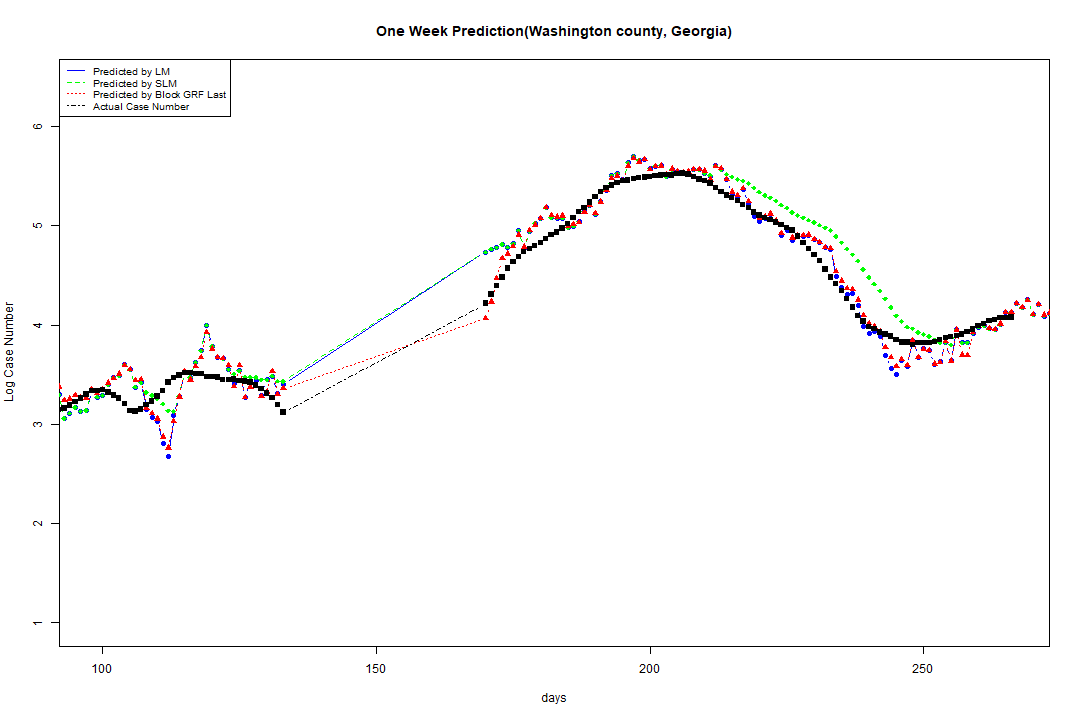 One Week Prediction(Washington county, Georgia)
Predicted by LM
Predicted by SLM
Predicted by Block GRF Last
Actual Case Number
Log Case Number
6
5
4
3
2
1
100 150 200 250
days